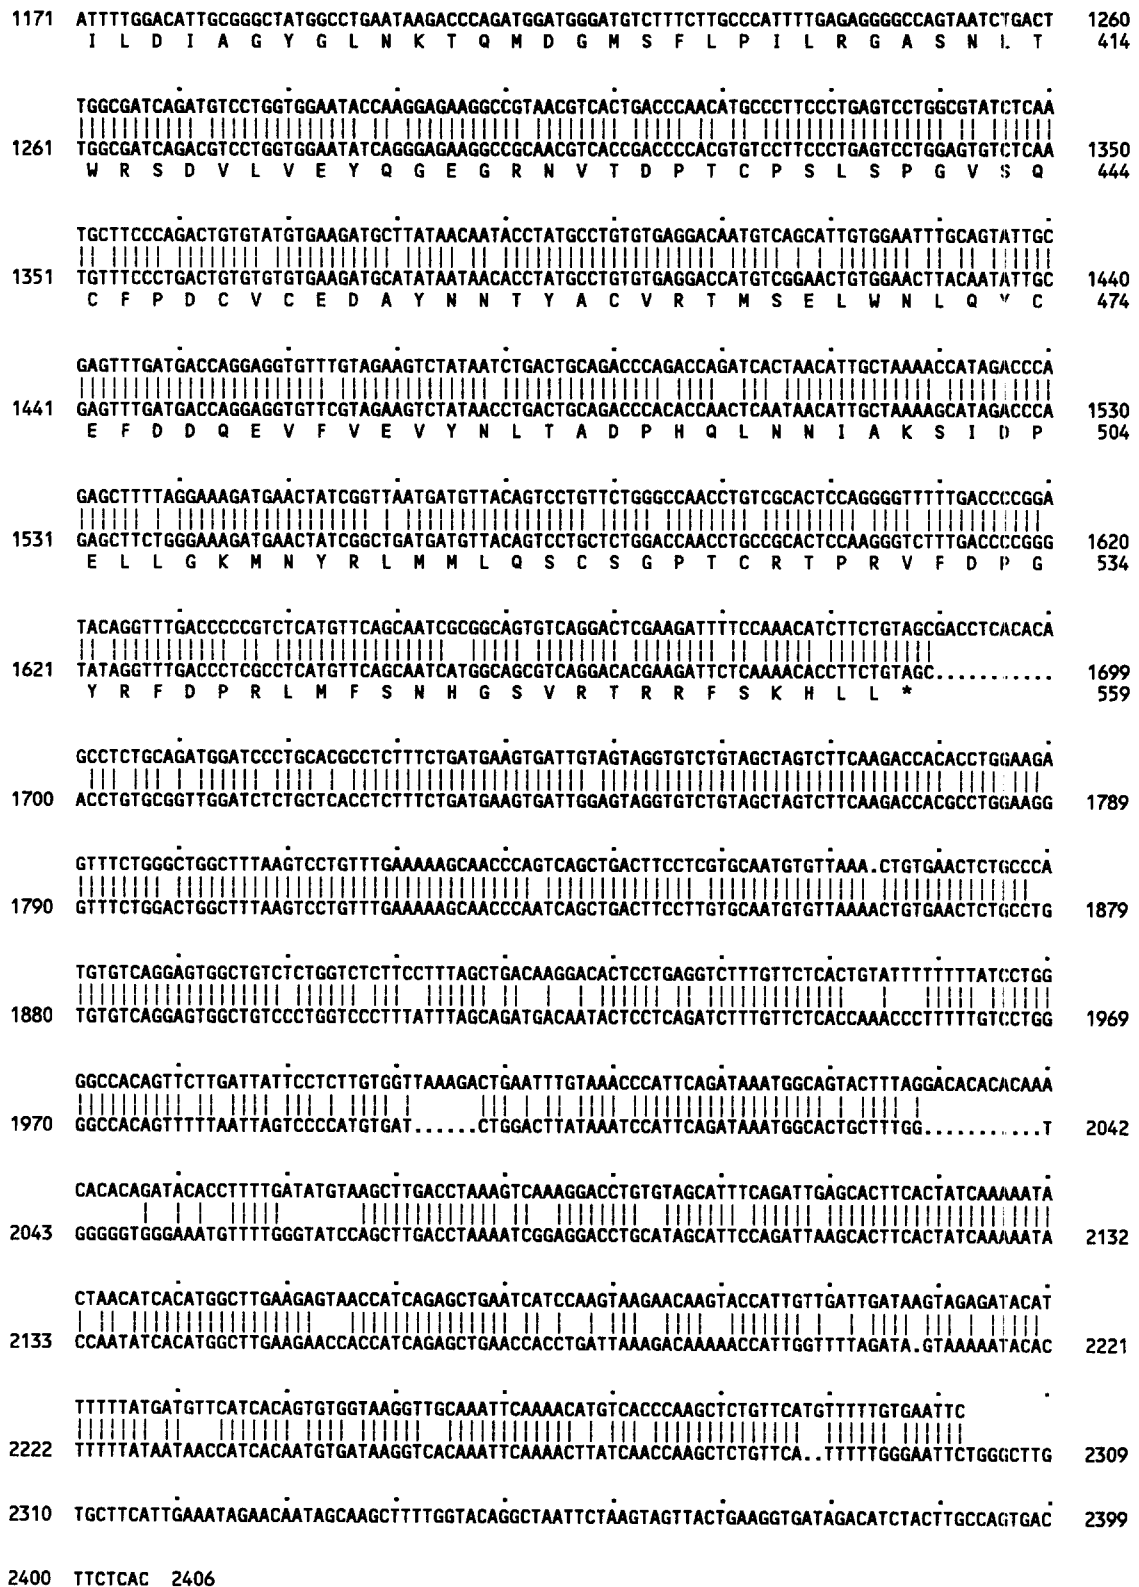 1171 ATTTTGGACATTGCGGGCTATGGCCTGAATAAGACCCAGATGGATGGGATGTCTTTCTTGCCCATTTTGAGAGGGGCCAGTAATCTGACT 1260
I L D I A G Y G L N K T Q M D G M S F L P I L R G A S N L T 414
TGGCGATCAGATGTCCTGGTGGAATACCAAGGAGAAGGCCGTAACGTCACTGACCCAACATGCCCTTCCCTGAGTCCTGGCGTATCTCAA
1261 TGGCGATCAGACGTCCTGGTGGAATATCAGGGAGAAGGCCGCAACGTCACCGACCCCACGTGTCCTTCCCTGAGTCCTGGAGTGTCTCAA 1350
W R S D V L V E Y Q G E G R N V T D P T C P S L S P G V S Q 444
TGCTTCCCAGACTGTGTATGTGAAGATGCTTATAACAATACCTATGCCTGTGTGAGGACAATGTCAGCATTGTGGAATTTGCAGTATTGC
1351 TGTTTCCCTGACTGTGTGTGTGAAGATGCATATAATAACACCTATGCCTGTGTGAGGACCATGTCGGAACTGTGGAACTTACAATATTGC 1440
C F P D C V C E D A Y N N T Y A C V R T M S E L W N L Q Y C 474
GAGTTTGATGACCAGGAGGTGTTTGTAGAAGTCTATAATCTGACTGCAGACCCAGACCAGATCACTAACATTGCTAAAACCATAGACCCA
1441 GAGTTTGATGACCAGGAGGTGTTCGTAGAAGTCTATAACCTGACTGCAGACCCACACCAACTCAATAACATTGCTAAAAGCATAGACCCA 1530
E F D D Q E V F V E V Y N L T A D P H Q L N N I A K S I D P 504
GAGCTTTTAGGAAAGATGAACTATCGGTTAATGATGTTACAGTCCTGTTCTGGGCCAACCTGTCGCACTCCAGGGGTTTTTGACCCCGGA
1531 GAGCTTCTGGGAAAGATGAACTATCGGCTGATGATGTTACAGTCCTGCTCTGGACCAACCTGCCGCACTCCAAGGGTCTTTGACCCCGGG 1620
E L L G K M N Y R L M M L Q S C S G P T C R T P R V F D P G 534
TACAGGTTTGACCCCCGTCTCATGTTCAGCAATCGCGGCAGTGTCAGGACTCGAAGATTTTCCAAACATCTTCTGTAGCGACCTCACACA
1621 TATAGGTTTGACCCTCGCCTCATGTTCAGCAATCATGGCAGCGTCAGGACACGAAGATTCTCAAAACACCTTCTGTAGC............ 1699
Y R F D P R L M F S N H G S V R T R R F S K H L L * 559
GCCTCTGCAGATGGATCCCTGCACGCCTCTTTCTGATGAAGTGATTGTAGTAGGTGTCTGTAGCTAGTCTTCAAGACCACACCTGGAAGA
1700 ACCTGTGCGGTTGGATCTCTGCTCACCTCTTTCTGATGAAGTGATTGGAGTAGGTGTCTGTAGCTAGTCTTCAAGACCACGCCTGGAAGG 1789
GTTTCTGGGCTGGCTTTAAGTCCTGTTTGAAAAAGCAACCCAGTCAGCTGACTTCCTCGTGCAATGTGTTAAA.CTGTGAACTCTGCCCA
1790 GTTTCTGGACTGGCTTTAAGTCCTGTTTGAAAAAGCAACCCAATCAGCTGACTTCCTTGTGCAATGTGTTAAAACTGTGAACTCTGCCTG 1879
TGTGTCAGGAGTGGCTGTCTCTGGTCTCTTCCTTTAGCTGACAAGGACACTCCTGAGGTCTTTGTTCTCACTGTATTTTTTTTATCCTGG
1880 TGTGTCAGGAGTGGCTGTCCCTGGTCCCTTTATTTAGCAGATGACAATACTCCTCAGATCTTTGTTCTCACCAAACCCTTTTTGTCCTGG 1969
GGCCACAGTTCTTGATTATTCCTCTTGTGGTTAAAGACTGAATTTGTAAACCCATTCAGATAAATGGCAGTACTTTAGGACACACACAAA
1970 GGCCACAGTTTTTAATTAGTCCCCATGTGAT......CTGGACTTATAAATCCATTCAGATAAATGGCACTGCTTTGG............T 2042
CACACAGATACACCTTTTGATATGTAAGCTTGACCTAAAGTCAAAGGACCTGTGTAGCATTTCAGATTGAGCACTTCACTATCAAAAATA
2043 GGGGGTGGGAAATGTTTTGGGTATCCAGCTTGACCTAAAATCGGAGGACCTGCATAGCATTCCAGATTAAGCACTTCACTATCAAAAATA 2132
CTAACATCACATGGCTTGAAGAGTAACCATCAGAGCTGAATCATCCAAGTAAGAACAAGTACCATTGTTGATTGATAAGTAGAGATACAT
2133 CCAATATCACATGGCTTGAAGAACCACCATCAGAGCTGAACCACCTGATTAAAGACAAAAACCATTGGTTTTAGATA.GTAAAAATACAC 2221
TTTTTATGATGTTCATCACAGTGTGGTAAGGTTGCAAATTCAAAACATGTCACCCAAGCTCTGTTCATGTTTTTGTGAATTC
2222 TTTTTATAATAACCATCACAATGTGATAAGGTCACAAATTCAAAACTTATCAACCAAGCTCTGTTCA..TTTTTGGGAATTCTGGGCTTG 2309
2310 TGCTTCATTGAAATAGAACAATAGCAAGCTTTTGGTACAGGCTAATTCTAAGTAGTTACTGAAGGTGATAGACATCTACTTGCCAGTGAC 2399
2400 TTCTCAC 2406